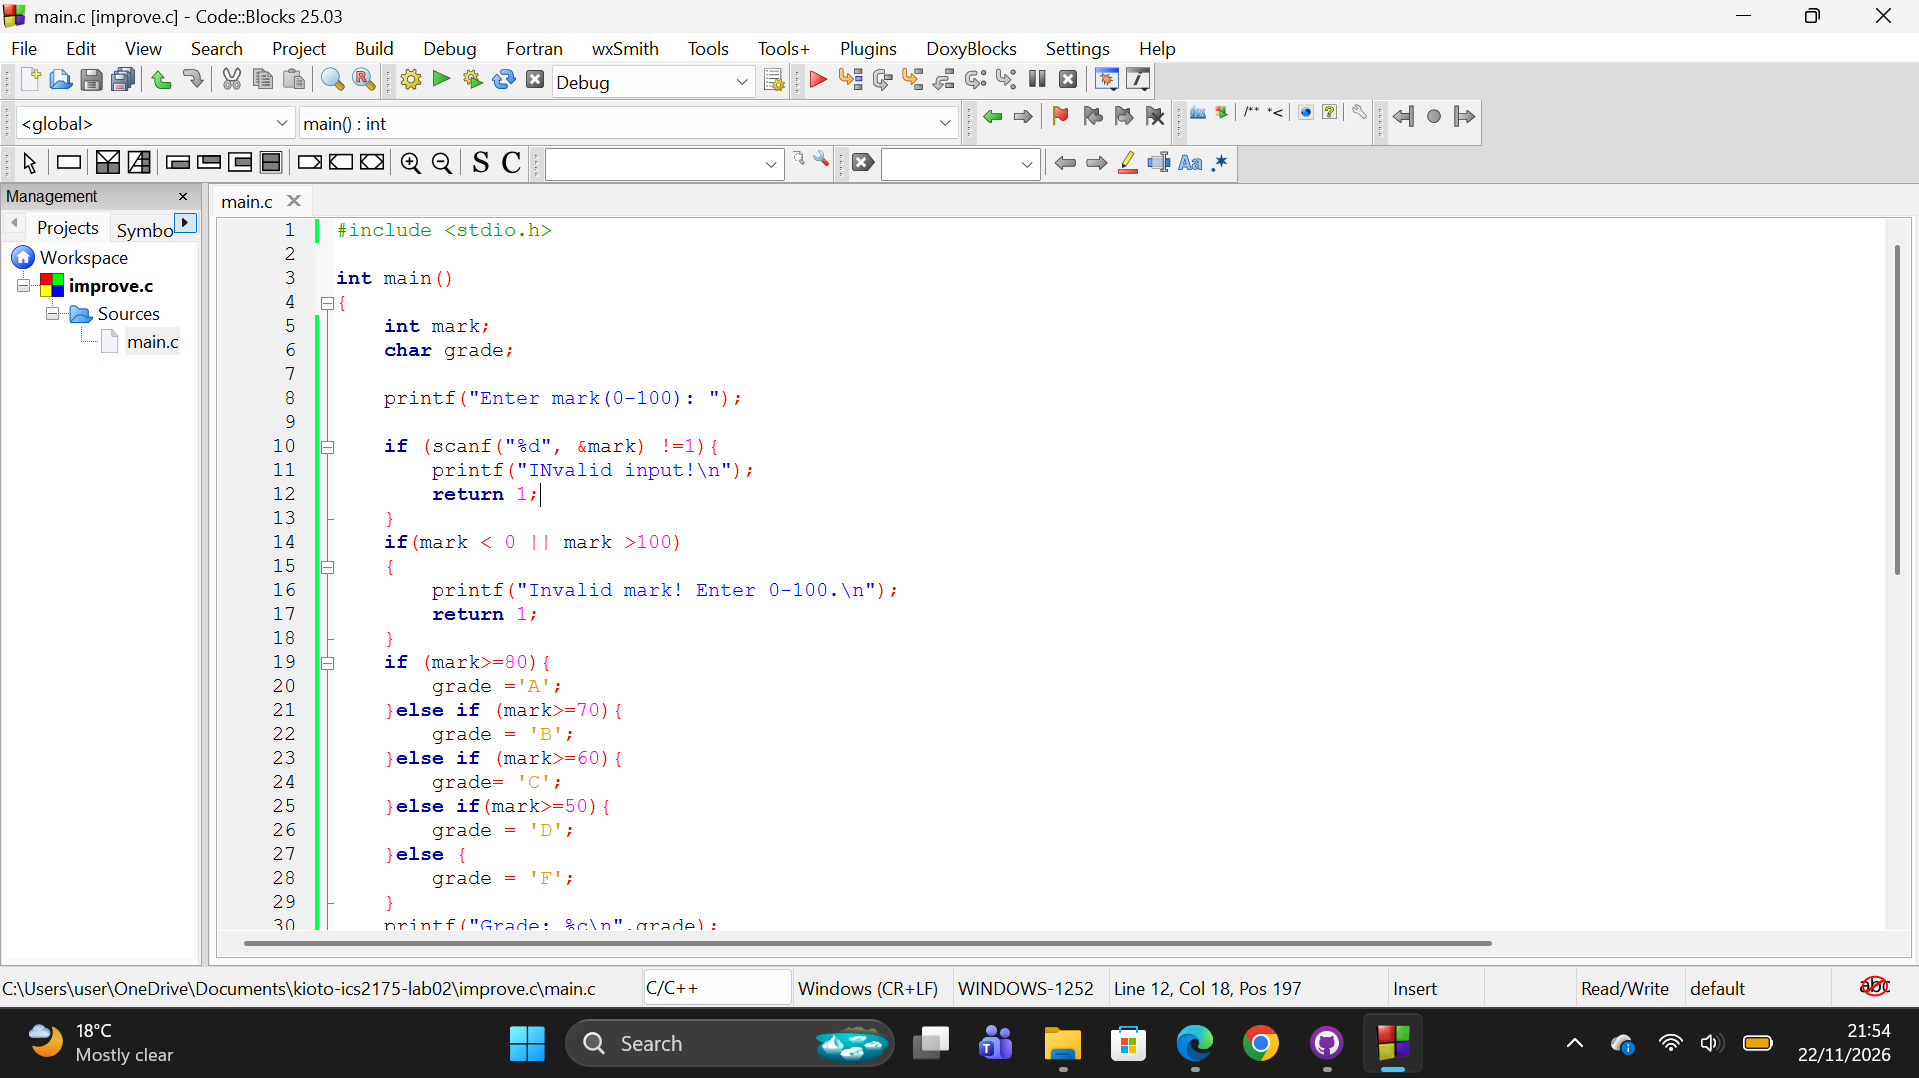 main.c [improve.c] - Code::Blocks 25.03
File Edit View Search Project Build Debug Fortran wxSmith Tools Tools+ Plugins DoxyBlocks Settings Help
Debug
<global> main() : int
/** *<
S C Aa .*
Management
Projects Symbo
Workspace
improve.c
Sources
main.c
main.c
1 #include <stdio.h>
2
3 int main()
4 {
5 int mark;
6 char grade;
7
8 printf("Enter mark(0-100): ");
9
10 if (scanf("%d", &mark) !=1){
11 printf("INvalid input!\n");
12 return 1;
13 }
14 if(mark < 0 || mark >100)
15 {
16 printf("Invalid mark! Enter 0-100.\n");
17 return 1;
18 }
19 if (mark>=80){
20 grade ='A';
21 }else if (mark>=70){
22 grade = 'B';
23 }else if (mark>=60){
24 grade= 'C';
25 }else if(mark>=50){
26 grade = 'D';
27 }else {
28 grade = 'F';
29 }
30 printf("Grade: %c\n",grade);
C:\Users\user\OneDrive\Documents\kioto-ics2175-lab02\improve.c\main.c C/C++ Windows (CR+LF) WINDOWS-1252 Line 12, Col 18, Pos 197 Insert Read/Write default abc
18°C
Mostly clear
Search
21:54
22/11/2026